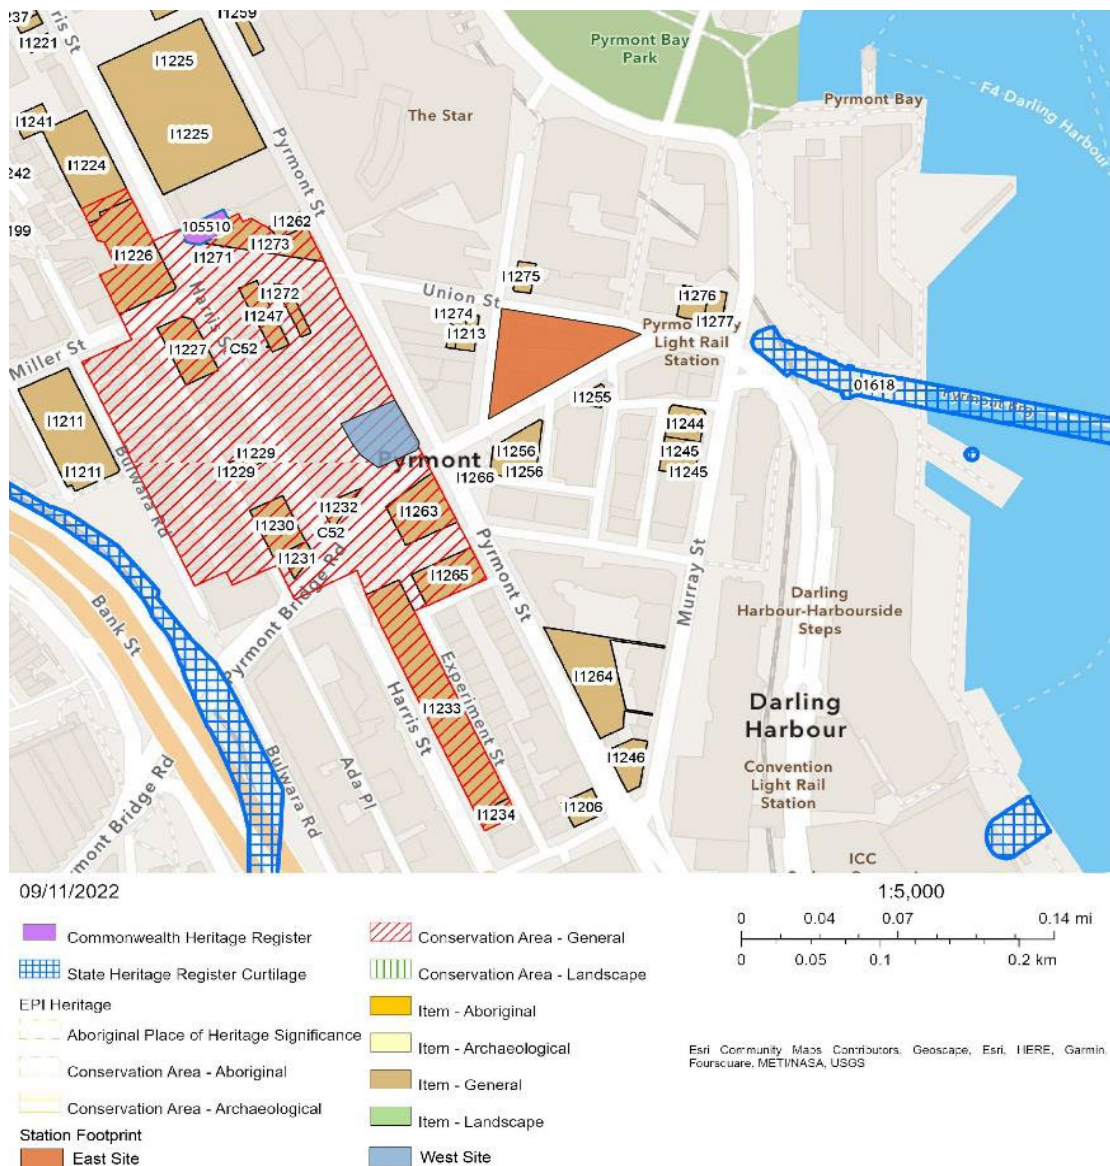 237
I1221
rris St
I1259
I1225
I1225
Pyrmont Bay
Park
The Star
Pyrmont Bay
F4 Darling Harbour
I1241
I1224
242
199
Pyrmont St
105510
I1262
I1273
I1271
I1226
Harris St
I1272
I1247
I1227
C52
Miller St
I1275
Union St
I1274
I1213
I1276
I1277
Light Rail
Station
01618
I1211
I1211
Bulwara Rd
I1229
I1229
Pyrmont
I1255
I1256
I1256
I1266
I1244
I1245
I1245
I1230
I1232
C52
I1231
I1263
I1265
Pyrmont Bridge Rd
Pyrmont St
Murray St
Bank St
Darling
Harbour-Harbourside
Steps
Experiment St
I1264
I1233
Harris St
Darling
Harbour
I1246
Convention
Light Rail
Station
Bulwara Rd
Ada Pl
I1234
I1206
rmont Bridge Rd
ICC
09/11/2022
1:5,000
Commonwealth Heritage Register
State Heritage Register Curtilage
EPI Heritage
Aboriginal Place of Heritage Significance
Conservation Area - Aboriginal
Conservation Area - Archaeological
Station Footprint
East Site
Conservation Area - General
Conservation Area - Landscape
Item - Aboriginal
Item - Archaeological
Item - General
Item - Landscape
West Site
0 0.04 0.07 0.14 mi
0 0.05 0.1 0.2 km
Esri Community Maps Contributors, Geoscape, Esri, HERE, Garmin,
Foursquare, METI/NASA, USGS